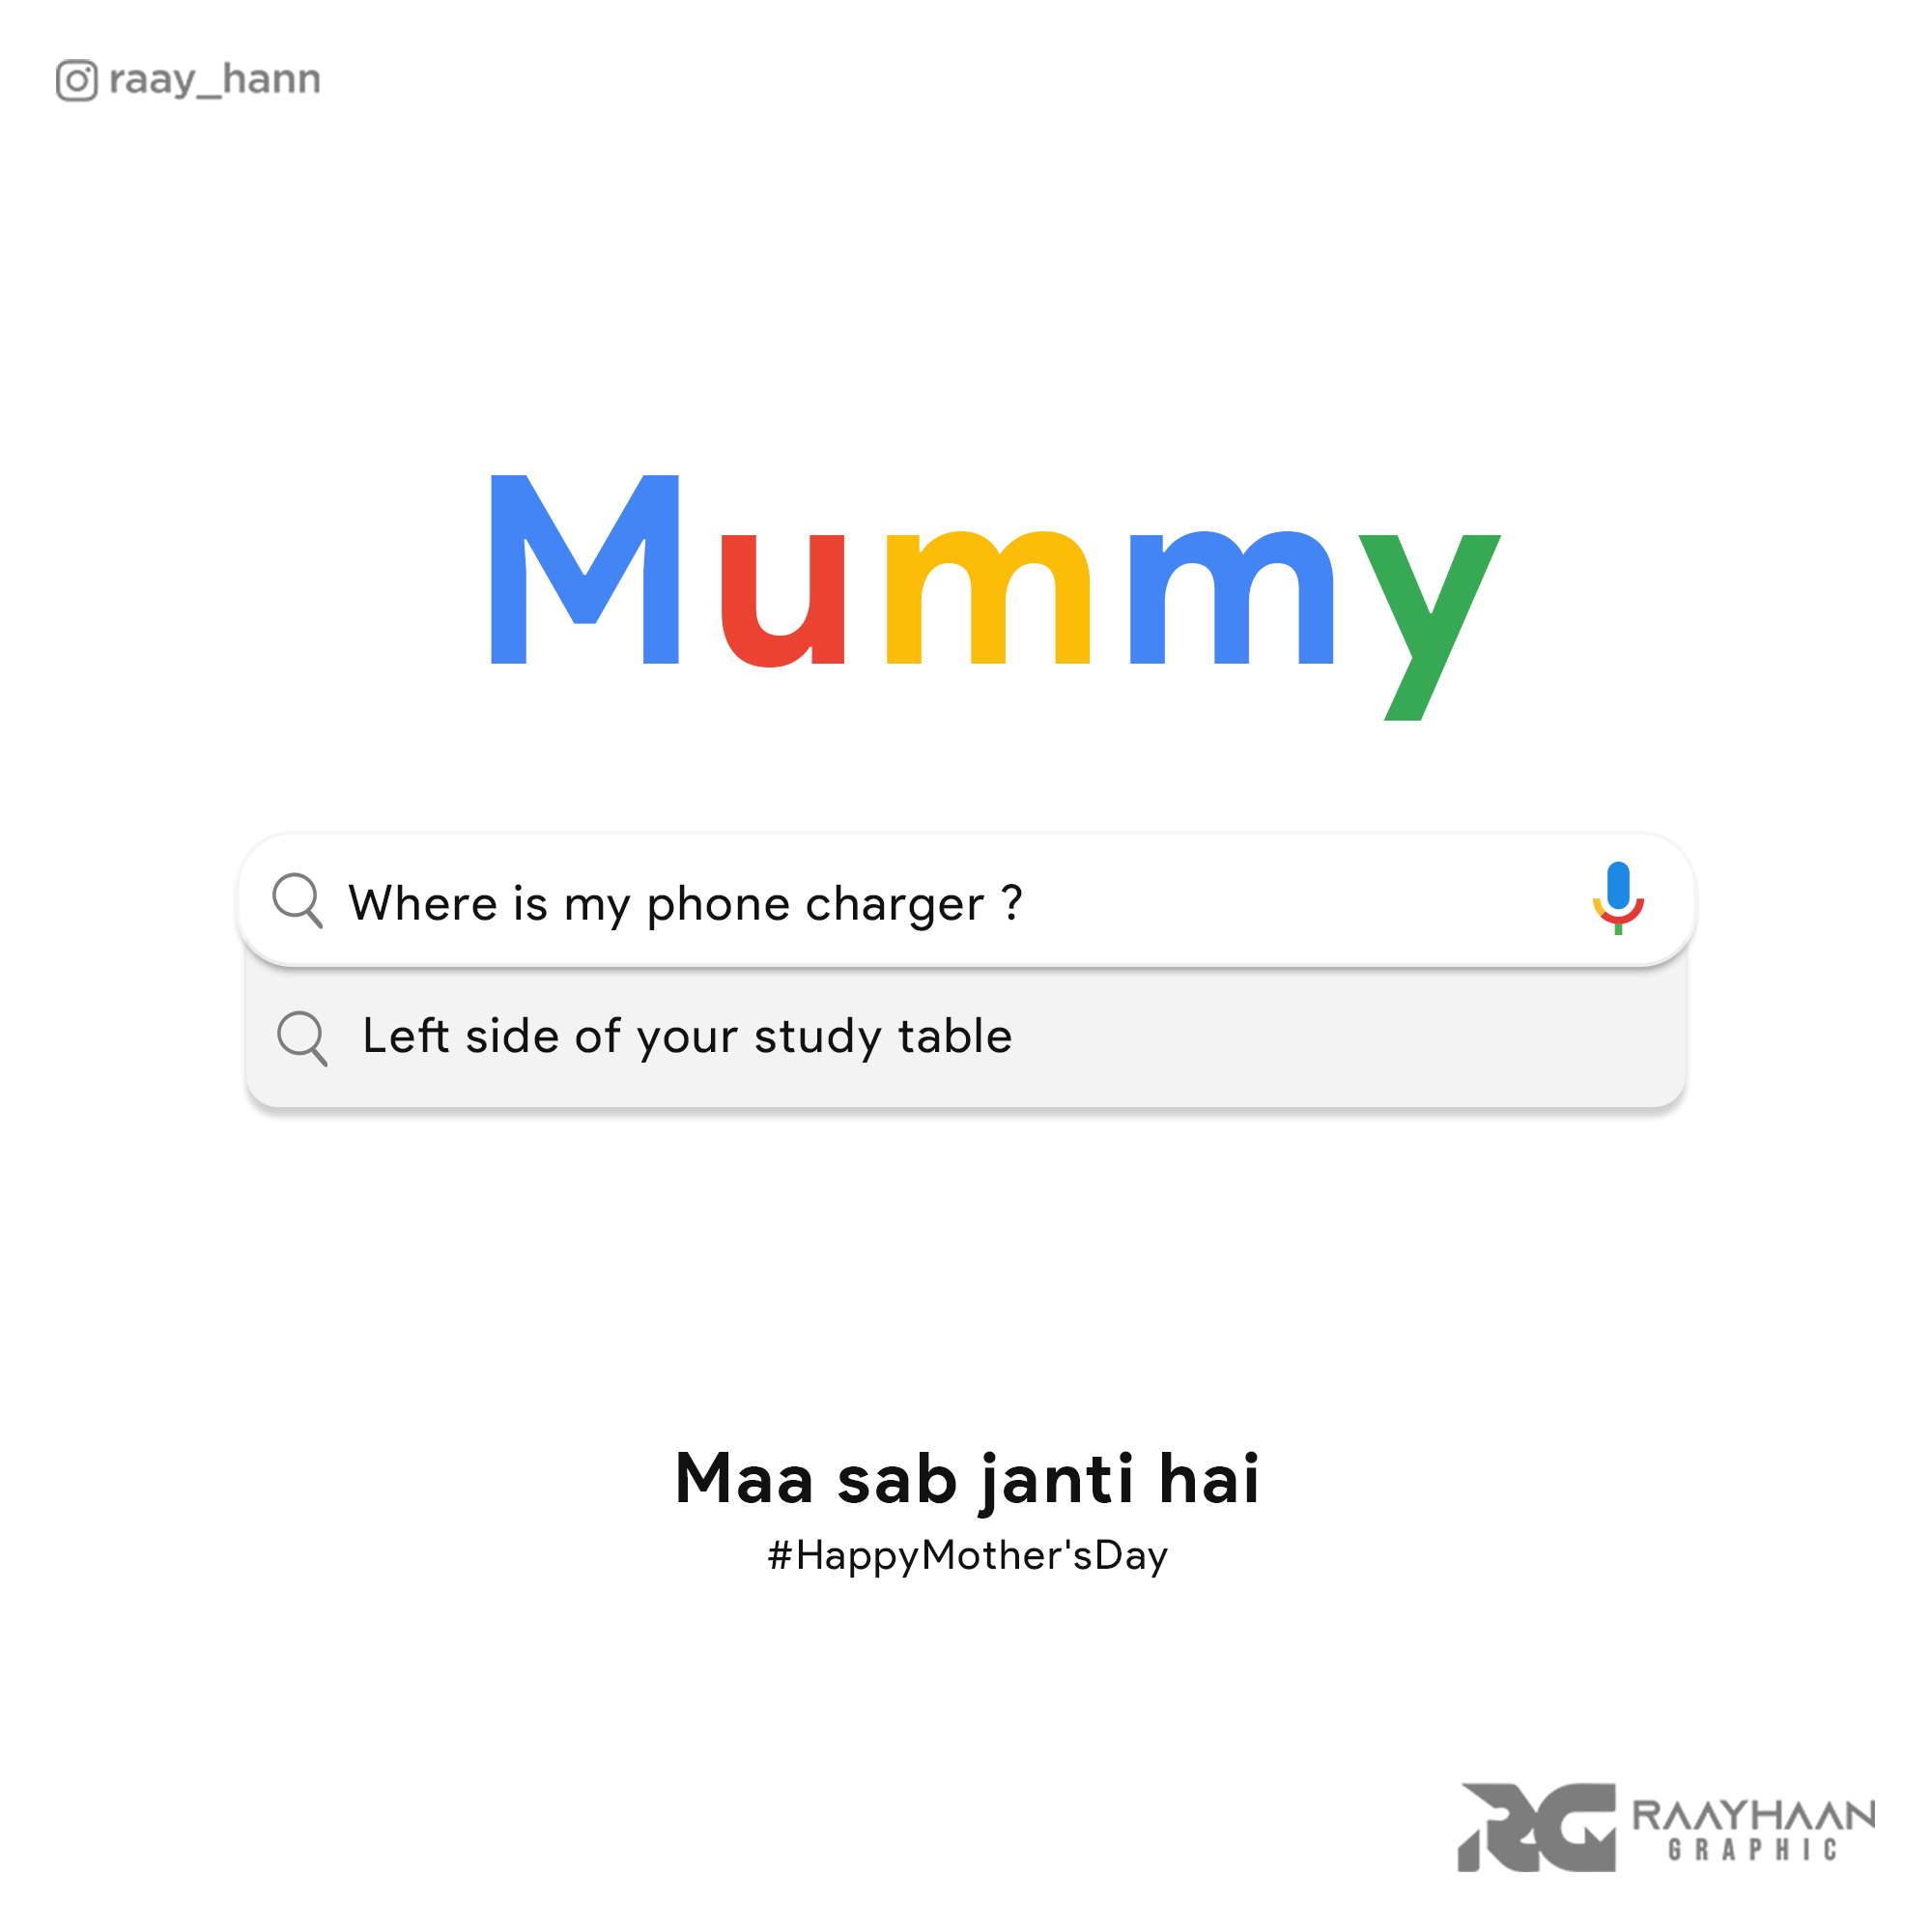 raay_hann
Mummy
Where is my phone charger ?
Left side of your study table
Maa sab janti hai
#HappyMother'sDay
RG RAAYHAAN
GRAPHIC